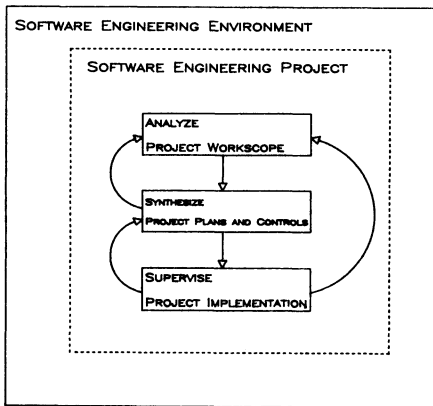 SOFTWARE ENGINEERING ENVIRONMENT
SOFTWARE ENGINEERING PROJECT
ANALYZE
PROJECT WORKSCOPE
SYNTHESIZE
PROJECT PLANS AND CONTROLS
SUPERVISE
PROJECT IMPLEMENTATION